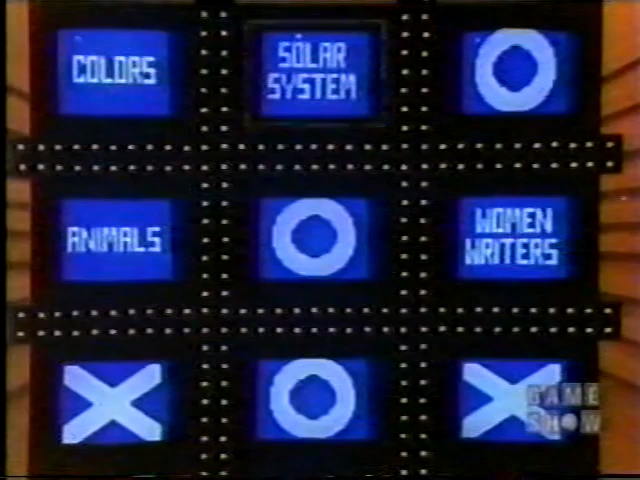 COLORS
SOLAR
SYSTEM
O
ANIMALS
O
WOMEN
WRITERS
X
O
X
GAME
SHOW